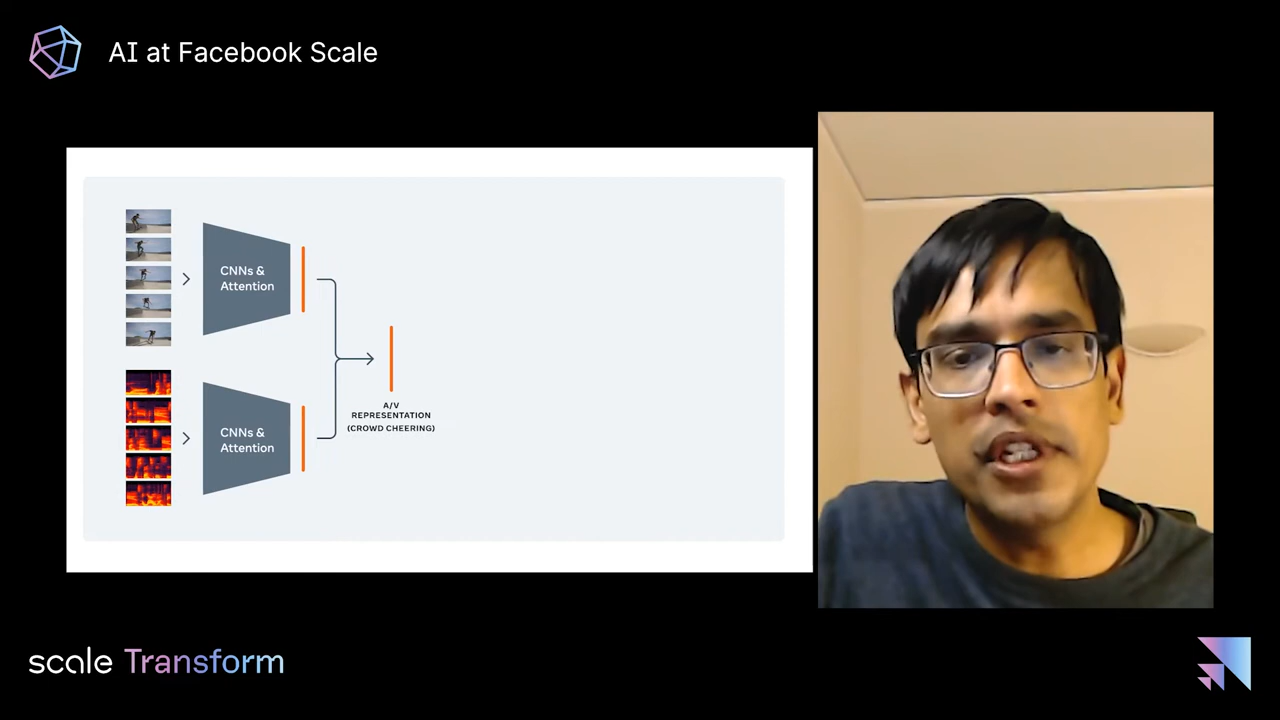 AI at Facebook Scale
CNNs &
Attention
CNNs &
Attention
A/V
REPRESENTATION
(CROWD CHEERING)
scale Transform